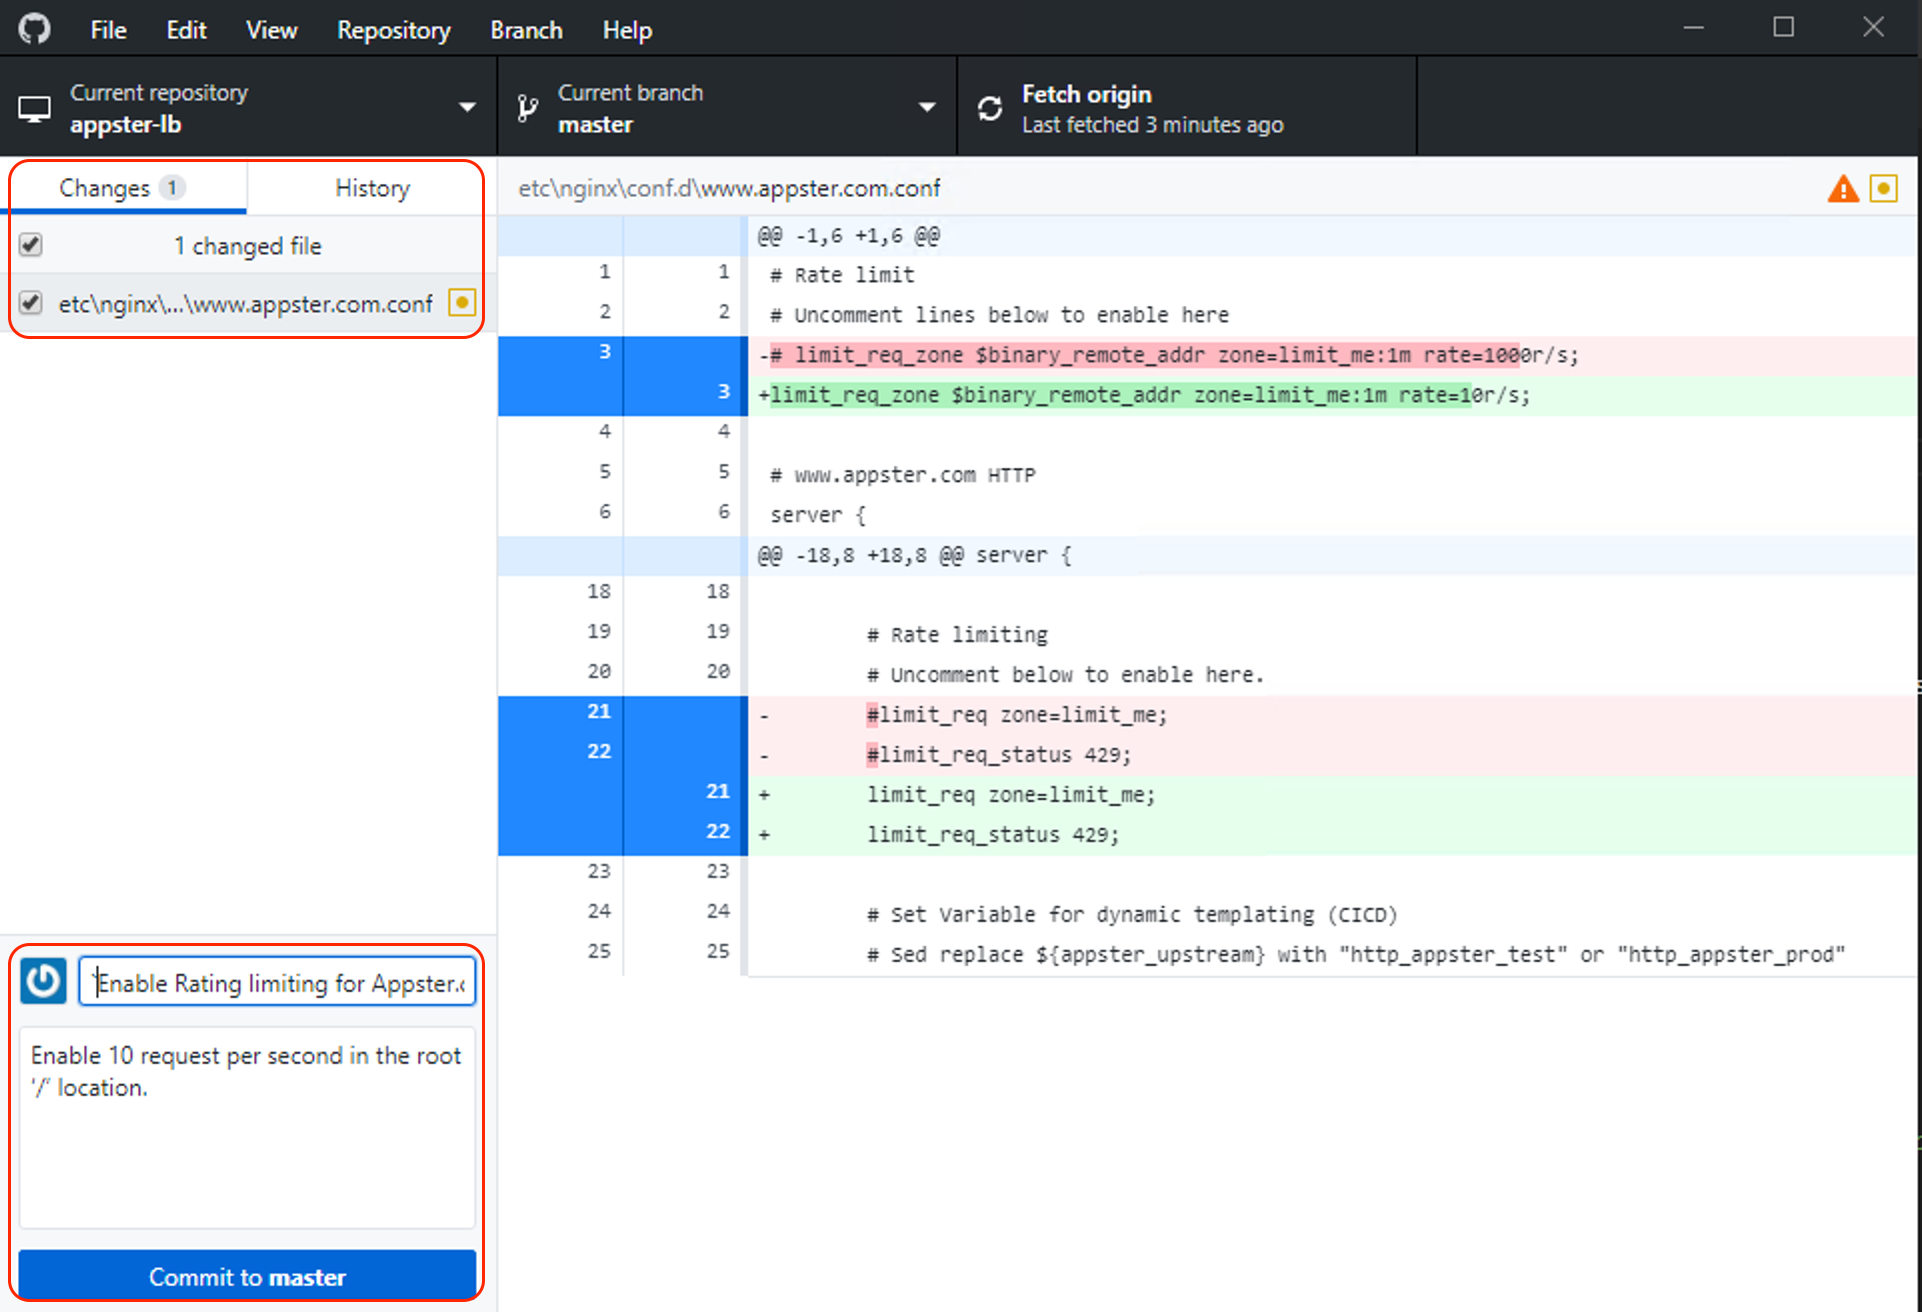 File Edit View Repository Branch Help
Current repository
appster-lb
Current branch
master
Fetch origin
Last fetched 3 minutes ago
Changes 1 History
1 changed file
etc\nginx\...\www.appster.com.conf
etc\nginx\conf.d\www.appster.com.conf
@@ -1,6 +1,6 @@
1 1 # Rate limit
2 2 # Uncomment lines below to enable here
3 -# limit_req_zone $binary_remote_addr zone=limit_me:1m rate=1000r/s;
3 +limit_req_zone $binary_remote_addr zone=limit_me:1m rate=10r/s;
4 4
5 5 # www.appster.com HTTP
6 6 server {
@@ -18,8 +18,8 @@ server {
18 18
19 19 # Rate limiting
20 20 # Uncomment below to enable here.
21 - #limit_req zone=limit_me;
22 - #limit_req_status 429;
21 + limit_req zone=limit_me;
22 + limit_req_status 429;
23 23
24 24 # Set Variable for dynamic templating (CICD)
25 25 # Sed replace ${appster_upstream} with "http_appster_test" or "http_appster_prod"
`Enable Rating limiting for Appster.c
Enable 10 request per second in the root
'/' location.
Commit to master